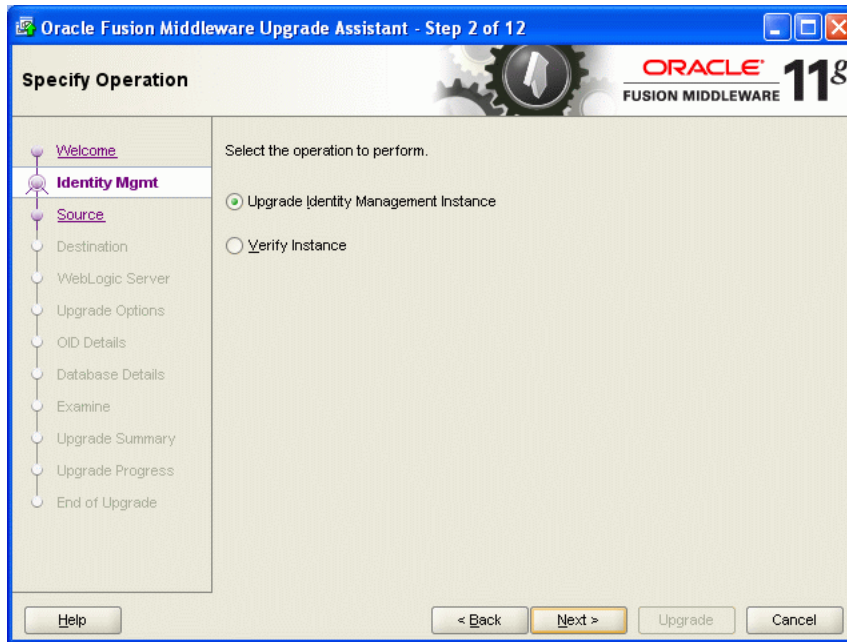 Oracle Fusion Middleware Upgrade Assistant - Step 2 of 12
Specify Operation
ORACLE
FUSION MIDDLEWARE
11g
Welcome
Identity Mgmt
Source
Destination
WebLogic Server
Upgrade Options
OID Details
Database Details
Examine
Upgrade Summary
Upgrade Progress
End of Upgrade
Select the operation to perform.
Upgrade Identity Management Instance
Verify Instance
Help
< Back
Next >
Upgrade
Cancel